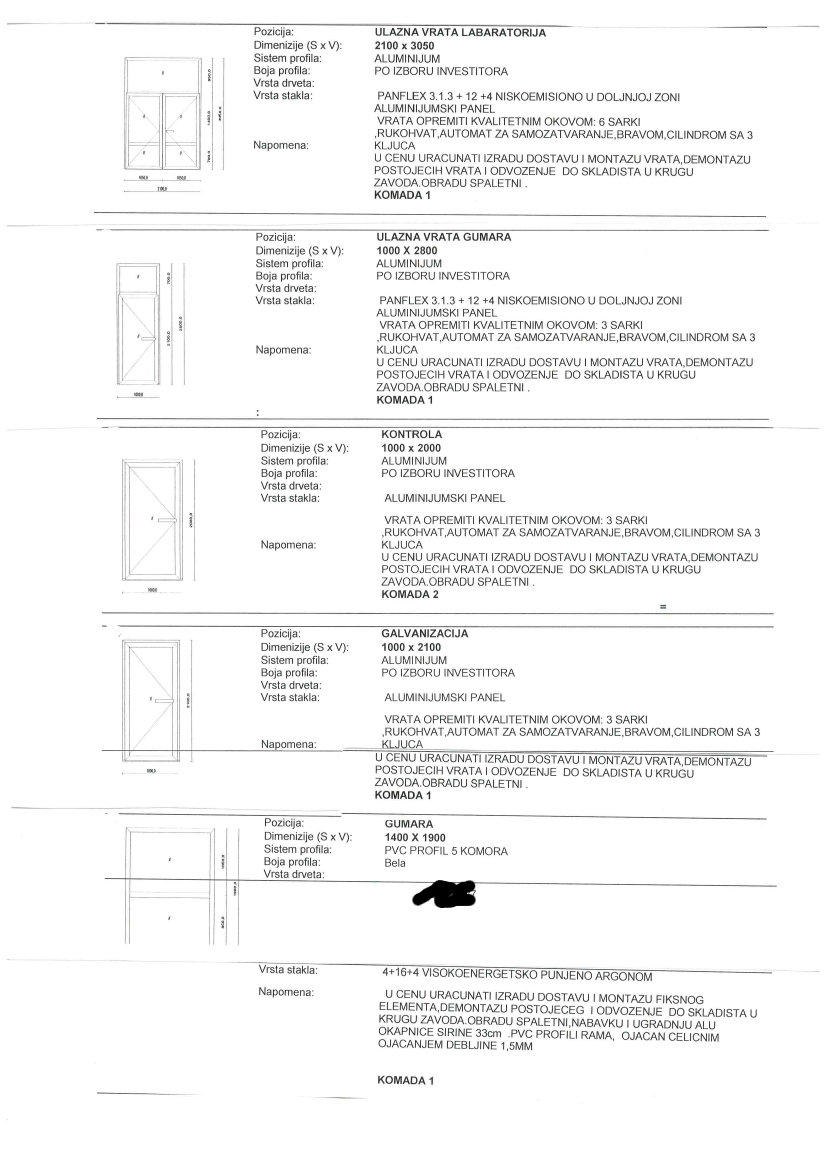 Pozicija: ULAZNA VRATA LABARATORIJA
Dimenizije (S x V): 2100 x 3050
Sistem profila: ALUMINIJUM
Boja profila: PO IZBORU INVESTITORA
Vrsta drveta:
Vrsta stakla: PANFLEX 3.1.3 + 12 +4 NISKOEMISIONO U DOLJNJOJ ZONI
ALUMINIJUMSKI PANEL
VRATA OPREMITI KVALITETNIM OKOVOM: 6 SARKI
,RUKOHVAT,AUTOMAT ZA SAMOZATVARANJE,BRAVOM,CILINDROM SA 3
Napomena: KLJUCA
U CENU URACUNATI IZRADU DOSTAVU I MONTAZU VRATA,DEMONTAZU
POSTOJECIH VRATA I ODVOZENJE DO SKLADISTA U KRUGU
ZAVODA.OBRADU SPALETNI .
KOMADA 1
Pozicija: ULAZNA VRATA GUMARA
Dimenizije (S x V): 1000 X 2800
Sistem profila: ALUMINIJUM
Boja profila: PO IZBORU INVESTITORA
Vrsta drveta:
Vrsta stakla: PANFLEX 3.1.3 + 12 +4 NISKOEMISIONO U DOLJNJOJ ZONI
ALUMINIJUMSKI PANEL
VRATA OPREMITI KVALITETNIM OKOVOM: 3 SARKI
,RUKOHVAT,AUTOMAT ZA SAMOZATVARANJE,BRAVOM,CILINDROM SA 3
Napomena: KLJUCA
U CENU URACUNATI IZRADU DOSTAVU I MONTAZU VRATA,DEMONTAZU
POSTOJECIH VRATA I ODVOZENJE DO SKLADISTA U KRUGU
ZAVODA.OBRADU SPALETNI .
KOMADA 1
:
Pozicija: KONTROLA
Dimenizije (S x V): 1000 x 2000
Sistem profila: ALUMINIJUM
Boja profila: PO IZBORU INVESTITORA
Vrsta drveta:
Vrsta stakla: ALUMINIJUMSKI PANEL
VRATA OPREMITI KVALITETNIM OKOVOM: 3 SARKI
,RUKOHVAT,AUTOMAT ZA SAMOZATVARANJE,BRAVOM,CILINDROM SA 3
Napomena: KLJUCA
U CENU URACUNATI IZRADU DOSTAVU I MONTAZU VRATA,DEMONTAZU
POSTOJECIH VRATA I ODVOZENJE DO SKLADISTA U KRUGU
ZAVODA.OBRADU SPALETNI .
KOMADA 2
=
Pozicija: GALVANIZACIJA
Dimenizije (S x V): 1000 x 2100
Sistem profila: ALUMINIJUM
Boja profila: PO IZBORU INVESTITORA
Vrsta drveta:
Vrsta stakla: ALUMINIJUMSKI PANEL
VRATA OPREMITI KVALITETNIM OKOVOM: 3 SARKI
,RUKOHVAT,AUTOMAT ZA SAMOZATVARANJE,BRAVOM,CILINDROM SA 3
Napomena: KLJUCA
U CENU URACUNATI IZRADU DOSTAVU I MONTAZU VRATA,DEMONTAZU
POSTOJECIH VRATA I ODVOZENJE DO SKLADISTA U KRUGU
ZAVODA.OBRADU SPALETNI .
KOMADA 1
Pozicija: GUMARA
Dimenizije (S x V): 1400 X 1900
Sistem profila: PVC PROFIL 5 KOMORA
Boja profila: Bela
Vrsta drveta:
Vrsta stakla: 4+16+4 VISOKOENERGETSKO PUNJENO ARGONOM
Napomena: U CENU URACUNATI IZRADU DOSTAVU I MONTAZU FIKSNOG
ELEMENTA,DEMONTAZU POSTOJECEG I ODVOZENJE DO SKLADISTA U
KRUGU ZAVODA.OBRADU SPALETNI,NABAVKU I UGRADNJU ALU
OKAPNICE SIRINE 33cm .PVC PROFILI RAMA, OJACAN CELICNIM
OJACANJEM DEBLJINE 1,5MM
KOMADA 1